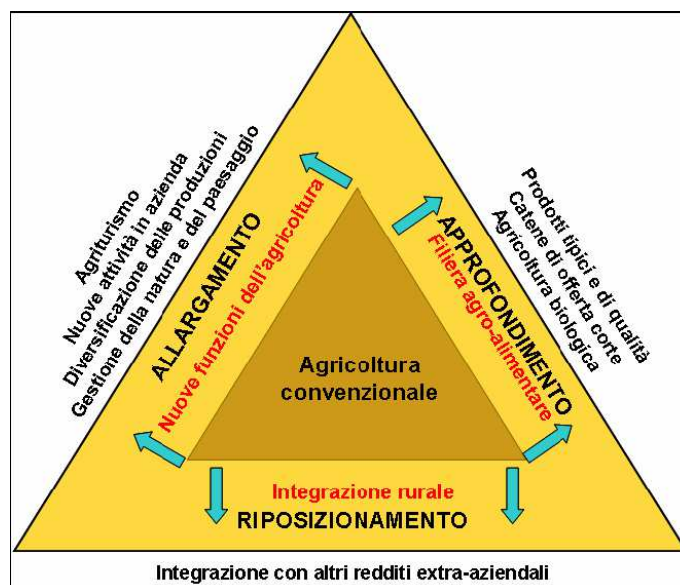 Agriturismo
Nuove attività in azienda
Diversificazione delle produzioni
Gestione della natura e del paesaggio
ALLARGAMENTO
Nuove funzioni dell'agricoltura
Prodotti tipici e di qualità
Catene di offerta corte
Agricoltura biologica
APPROFONDIMENTO
Filiera agro-alimentare
Agricoltura
convenzionale
Integrazione rurale
RIPOSIZIONAMENTO
Integrazione con altri redditi extra-aziendali